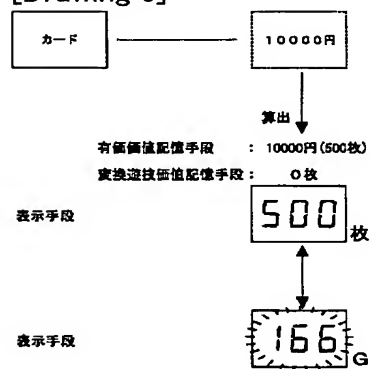 [Drawing 6]
カード
10000円
算出
有価価値記憶手段 : 10000円(500枚)
変換遊技価値記憶手段 : 0枚
表示手段
500
枚
表示手段
166
G